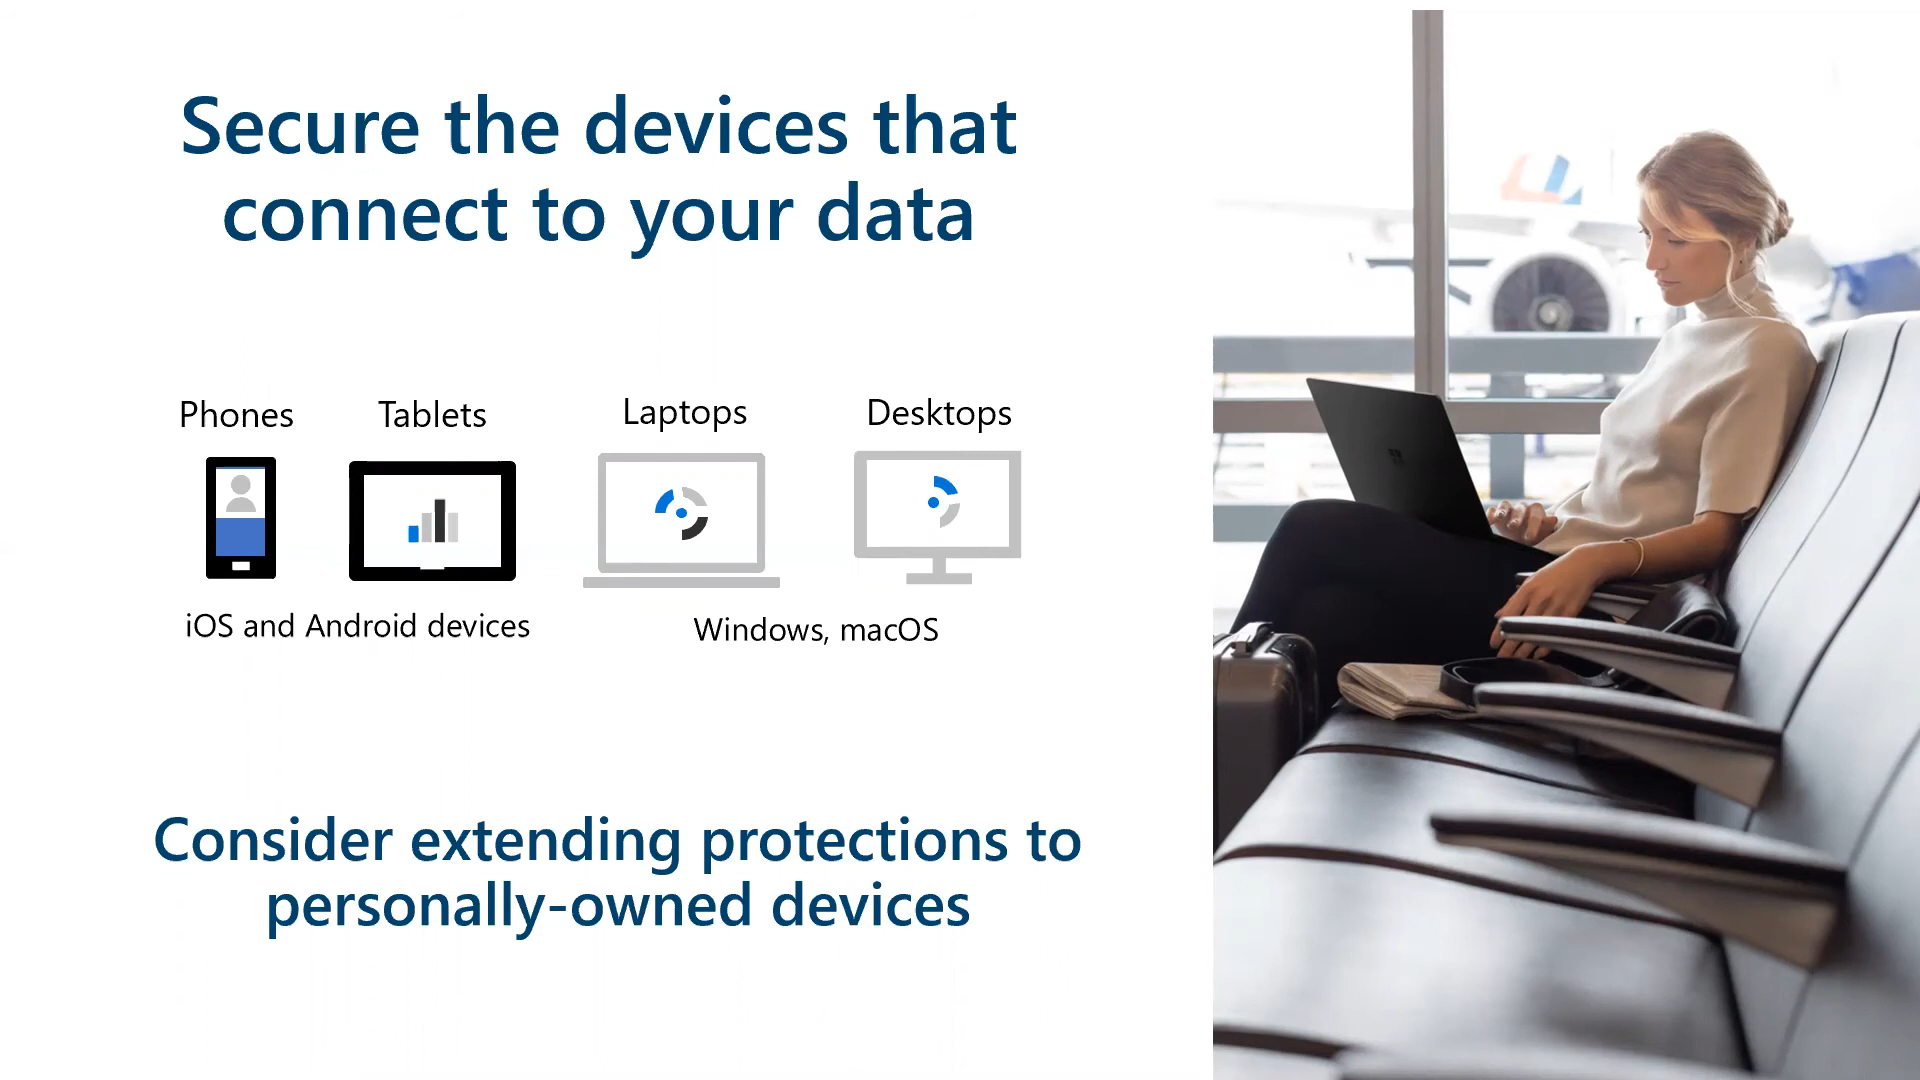 Secure the devices that
connect to your data
Phones Tablets Laptops Desktops
iOS and Android devices Windows, macOS
Consider extending protections to
personally-owned devices